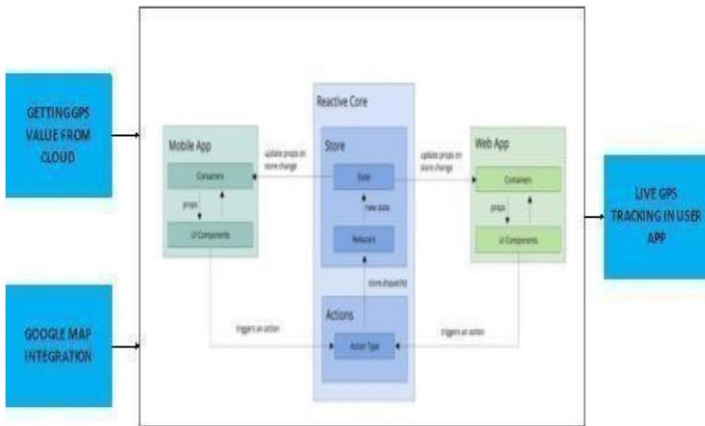 GETTING GPS
VALUE FROM
CLOUD
GOOGLE MAP
INTEGRATION
Mobile App
Containers
props
UI Components
update props on
store change
triggers an action
Reactive Core
Store
State
new state
Reducers
store.dispatch()
Actions
Action Type
update props on
store change
Web App
Containers
props
UI Components
triggers an action
LIVE GPS
TRACKING IN USER
APP